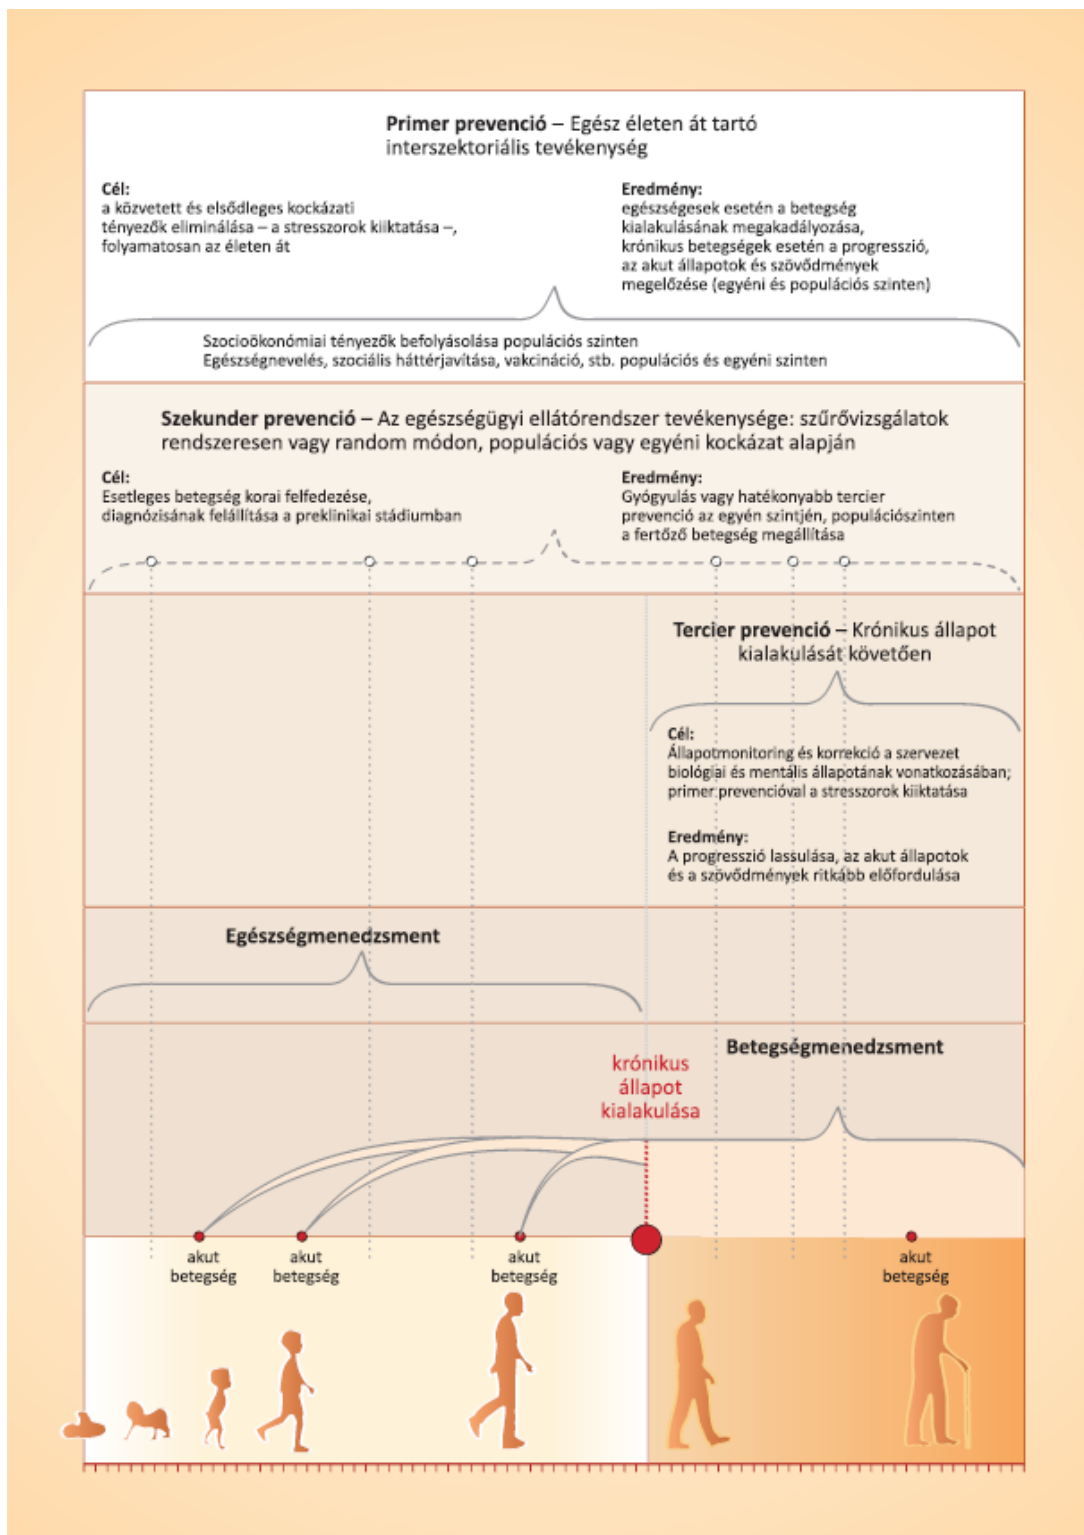 Primer prevenció – Egész életen át tartó
interszektoriális tevékenység
Cél:
a közvetett és elsődleges kockázati
tényezők eliminálása – a stresszorok kiiktatása –,
folyamatosan az életen át
Eredmény:
egészségesek esetén a betegség
kialakulásának megakadályozása,
krónikus betegségek esetén a progresszió,
az akut állapotok és szövődmények
megelőzése (egyéni és populációs szinten)
Szocioökonómiai tényezők befolyásolása populációs szinten
Egészségnevelés, szociális háttérjavítása, vakcináció, stb. populációs és egyéni szinten
Szekunder prevenció – Az egészségügyi ellátórendszer tevékenysége: szűrővizsgálatok
rendszeresen vagy random módon, populációs vagy egyéni kockázat alapján
Cél:
Esetleges betegség korai felfedezése,
diagnózisának felállítása a preklinikai stádiumban
Eredmény:
Gyógyulás vagy hatékonyabb tercier
prevenció az egyén szintjén, populációszinten
a fertőző betegség megállítása
Tercier prevenció – Krónikus állapot
kialakulását követően
Cél:
Állapotmonitoring és korrekció a szervezet
biológiai és mentális állapotának vonatkozásában;
primer prevencióval a stresszorok kiiktatása
Eredmény:
A progresszió lassulása, az akut állapotok
és a szövődmények ritkább előfordulása
Egészségmenedzsment
Betegségmenedzsment
krónikus
állapot
kialakulása
akut
betegség
akut
betegség
akut
betegség
akut
betegség